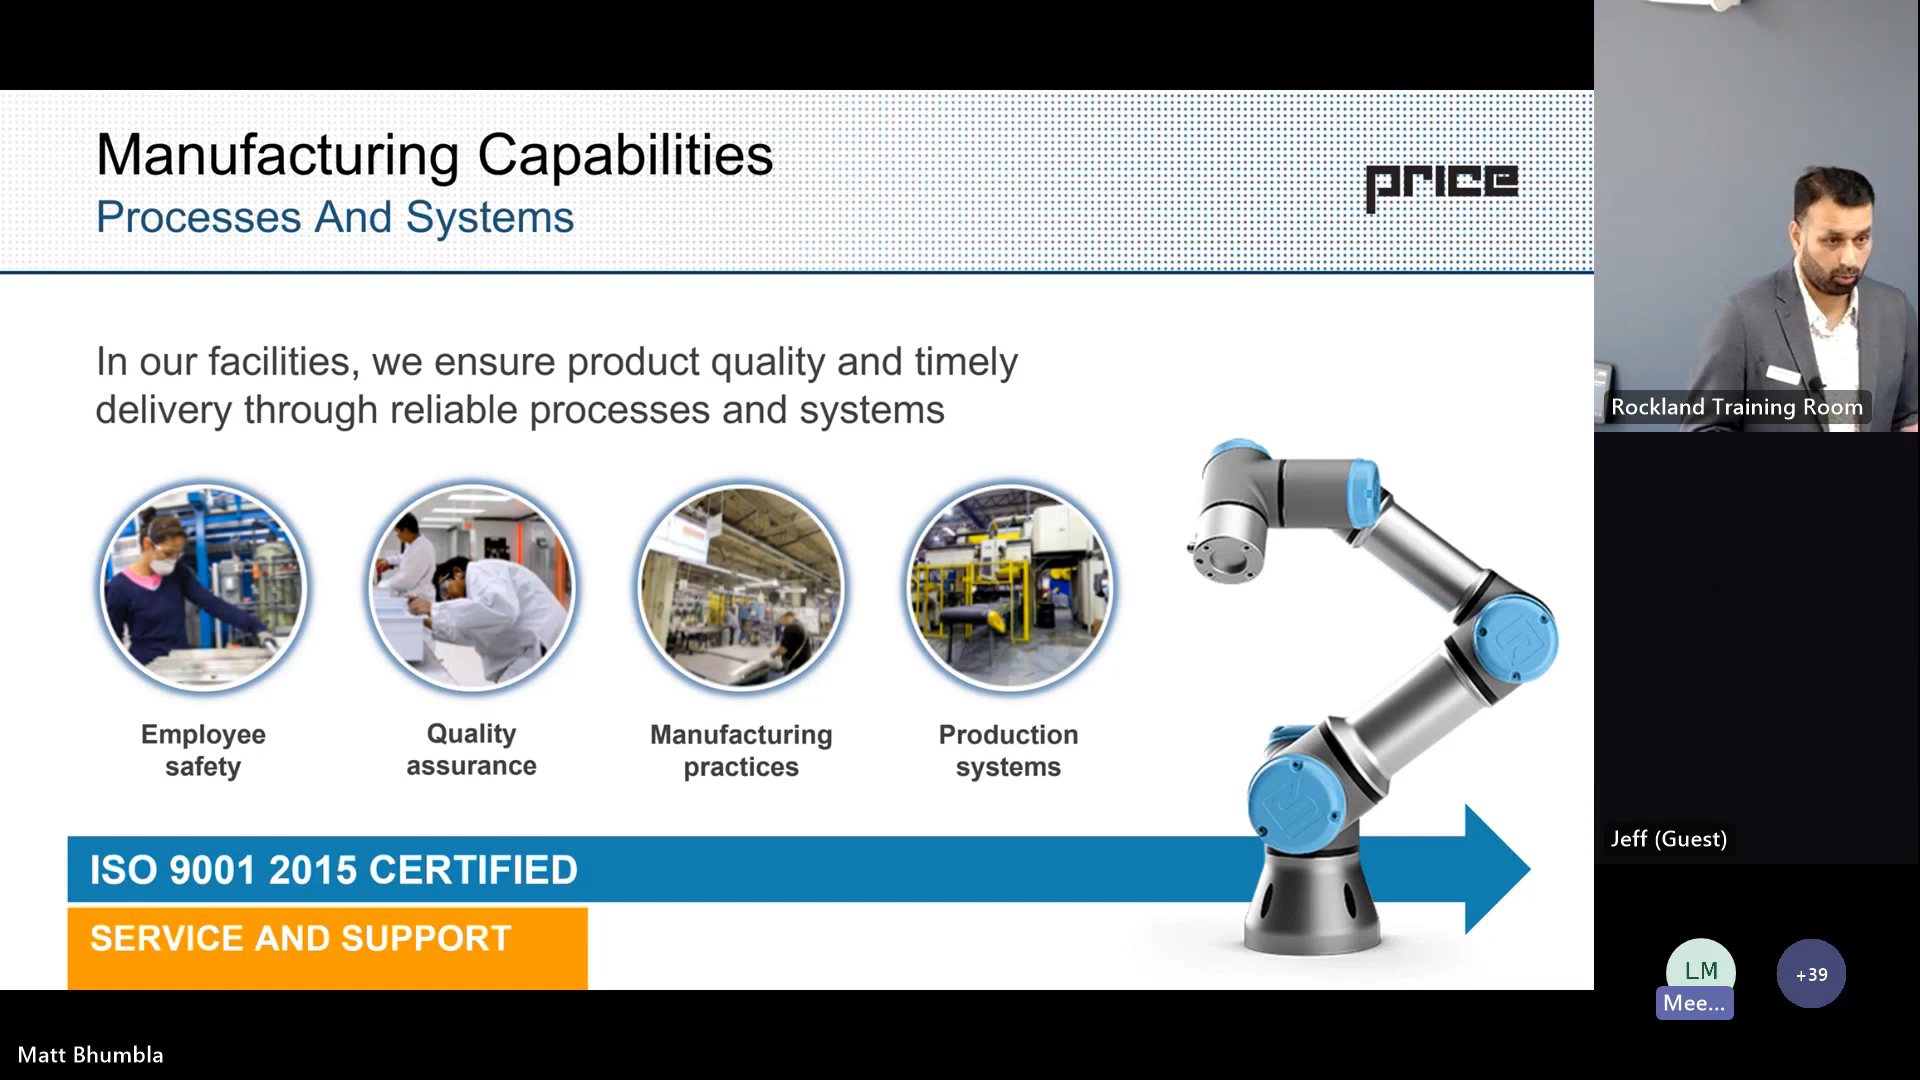 Manufacturing Capabilities
Processes And Systems
price
In our facilities, we ensure product quality and timely
delivery through reliable processes and systems
Employee
safety
Quality
assurance
Manufacturing
practices
Production
systems
ISO 9001 2015 CERTIFIED
SERVICE AND SUPPORT
Rockland Training Room
Jeff (Guest)
LM
Mee...
+39
Matt Bhumbla